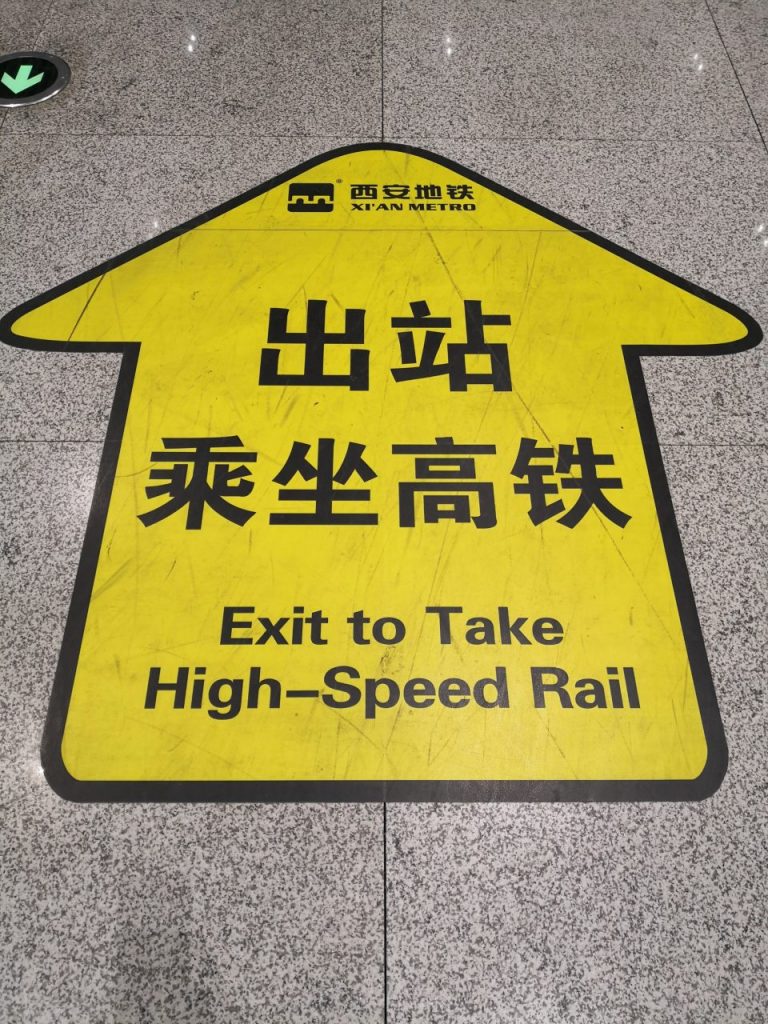 西安地铁
XI'AN METRO
出站
乘坐高铁
Exit to Take
High-Speed Rail